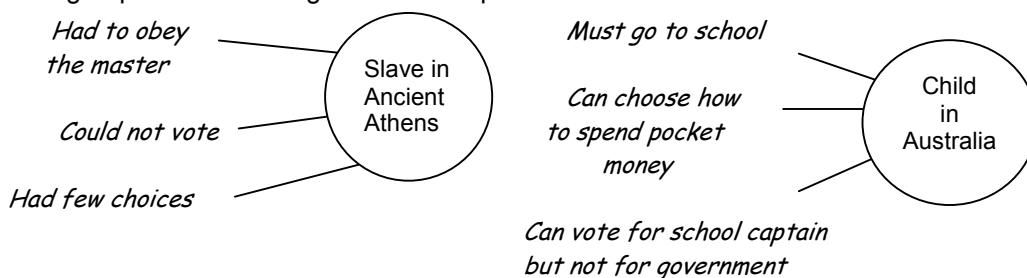 Had to obey
the master
Could not vote
Had few choices
Slave in
Ancient
Athens
Must go to school
Can choose how
to spend pocket
money
Can vote for school captain
but not for government
Child
in
Australia